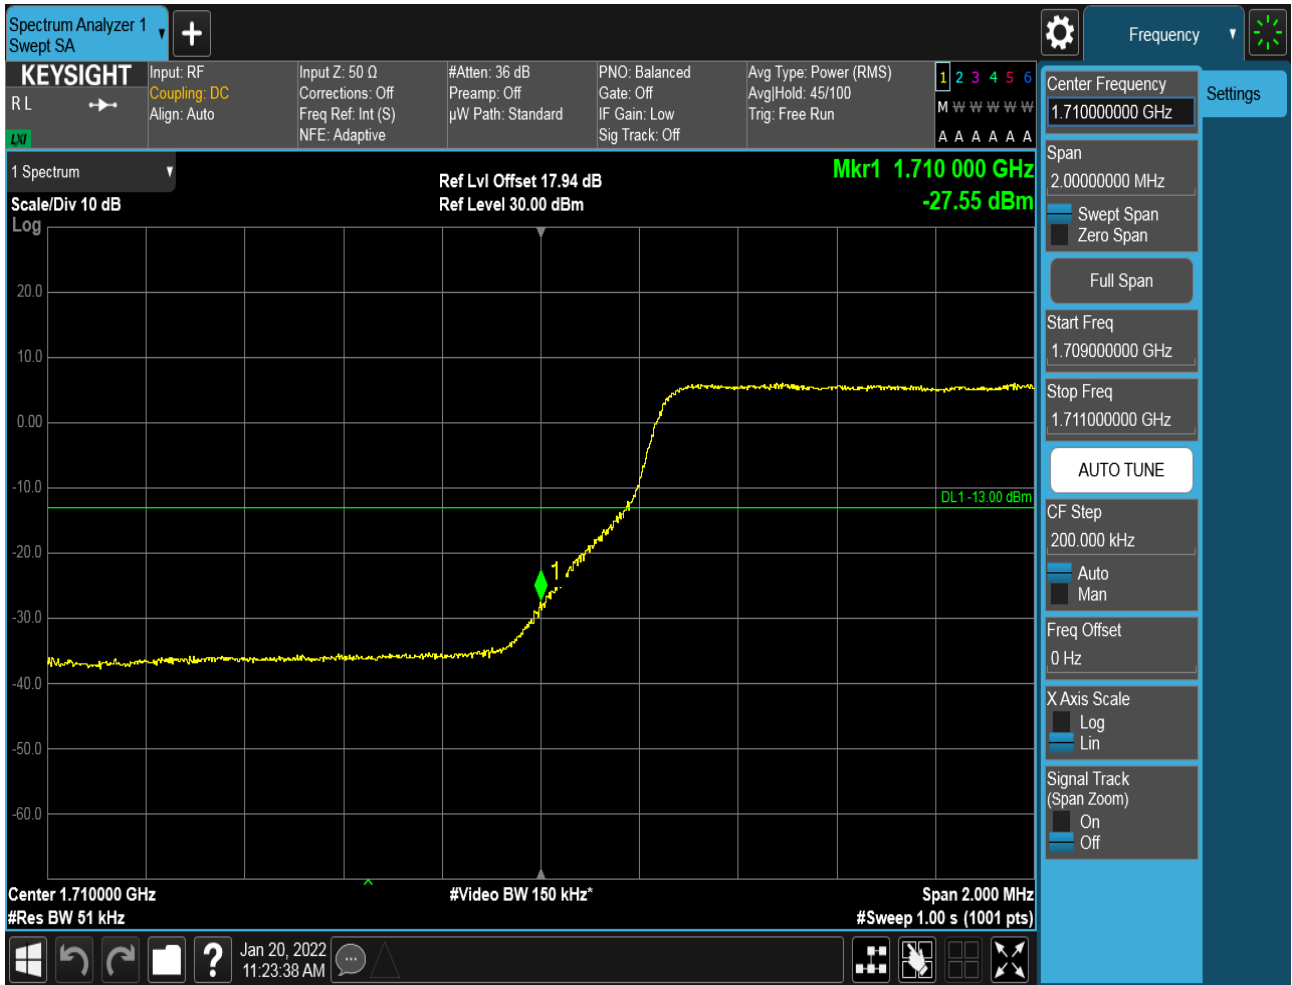 Spectrum Analyzer 1
Swept SA
Frequency
KEYSIGHT
R L
LXI
Input: RF
Coupling: DC
Align: Auto
Input Z: 50 Ω
Corrections: Off
Freq Ref: Int (S)
NFE: Adaptive
#Atten: 36 dB
Preamp: Off
µW Path: Standard
PNO: Balanced
Gate: Off
IF Gain: Low
Sig Track: Off
Avg Type: Power (RMS)
Avg|Hold: 45/100
Trig: Free Run
1 2 3 4 5 6
M W W W W W
A A A A A A
1 Spectrum
Scale/Div 10 dB
Log
Ref Lvl Offset 17.94 dB
Ref Level 30.00 dBm
Mkr1 1.710 000 GHz
-27.55 dBm
20.0
10.0
0.00
-10.0
-20.0
-30.0
-40.0
-50.0
-60.0
DL1 -13.00 dBm
1
Center 1.710000 GHz
#Res BW 51 kHz
#Video BW 150 kHz*
Span 2.000 MHz
#Sweep 1.00 s (1001 pts)
Center Frequency
1.710000000 GHz
Settings
Span
2.00000000 MHz
Swept Span
Zero Span
Full Span
Start Freq
1.709000000 GHz
Stop Freq
1.711000000 GHz
AUTO TUNE
CF Step
200.000 kHz
Auto
Man
Freq Offset
0 Hz
X Axis Scale
Log
Lin
Signal Track
(Span Zoom)
On
Off
?
Jan 20, 2022
11:23:38 AM